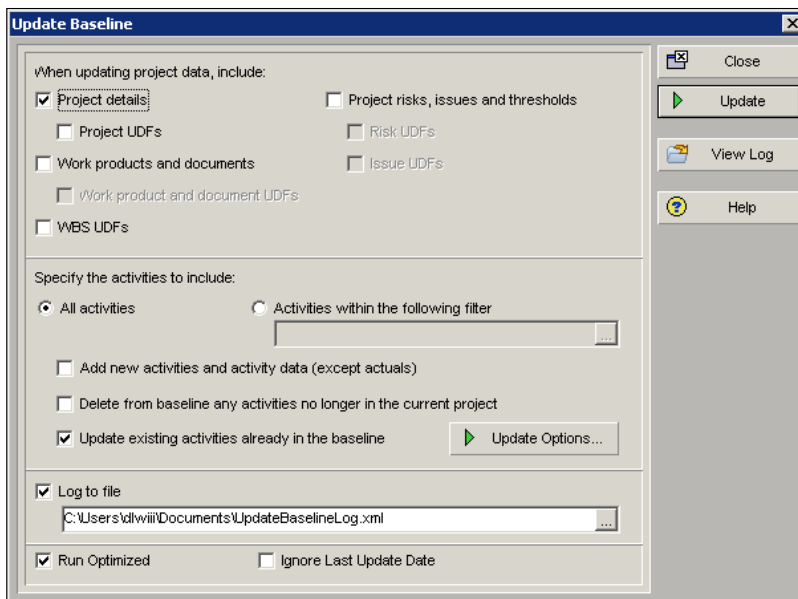 Update Baseline
When updating project data, include:
Project details
Project risks, issues and thresholds
Project UDFs
Risk UDFs
Work products and documents
Issue UDFs
Work product and document UDFs
WBS UDFs
Specify the activities to include:
All activities
Activities within the following filter
...
Add new activities and activity data (except actuals)
Delete from baseline any activities no longer in the current project
Update existing activities already in the baseline
Update Options...
Log to file
C:\Users\dlwiii\Documents\UpdateBaselineLog.xml
...
Run Optimized
Ignore Last Update Date
Close
Update
View Log
Help